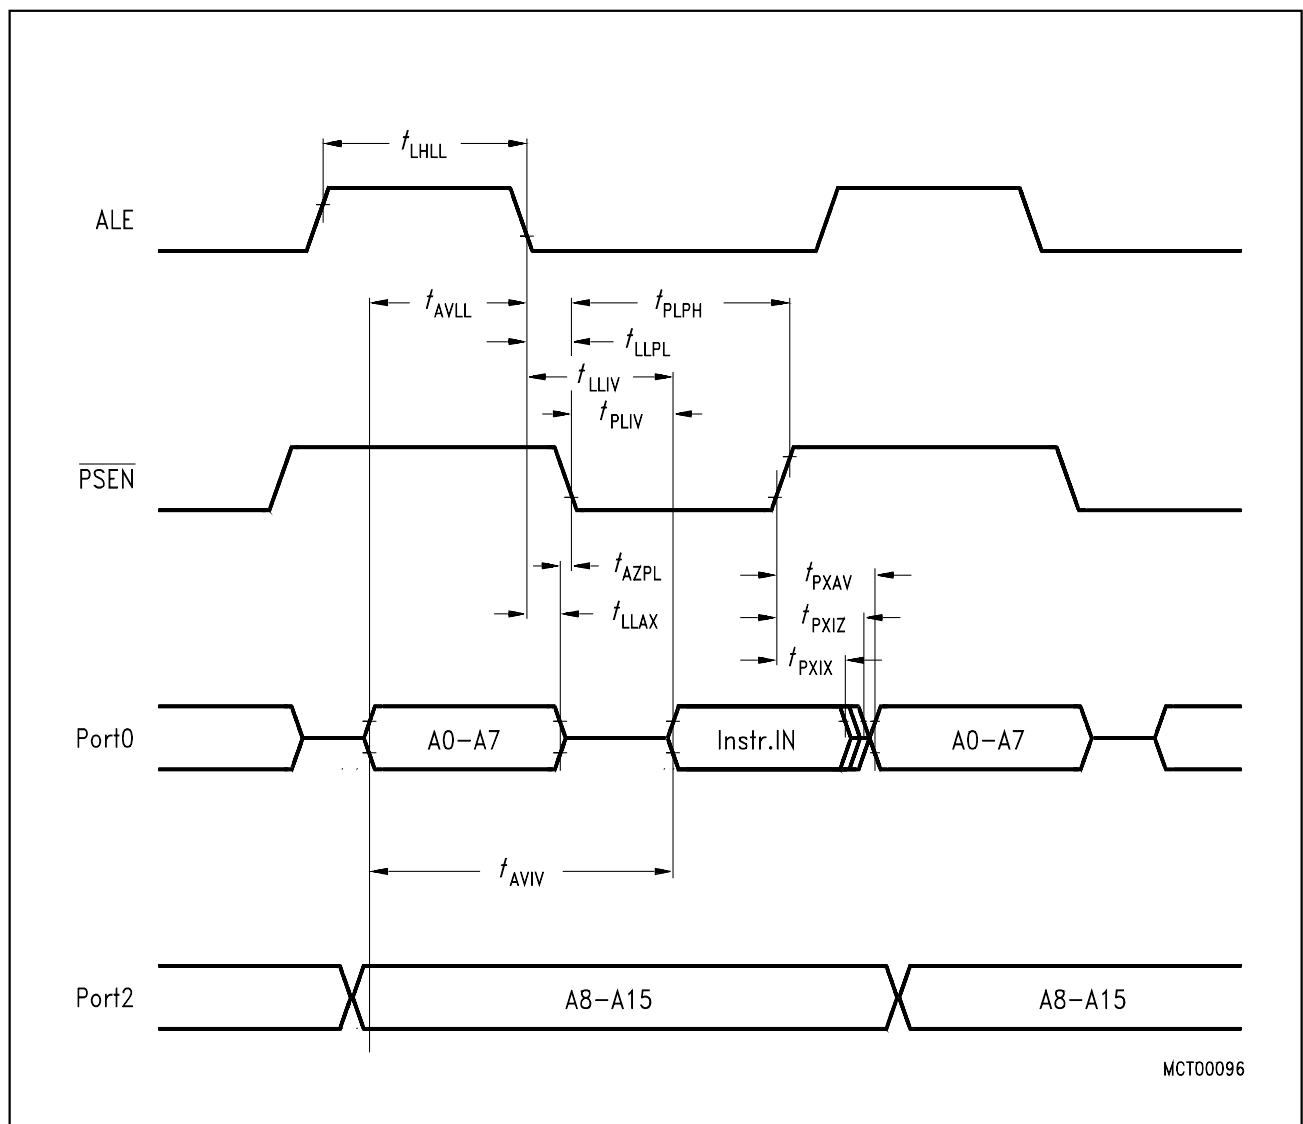 tLHLL
ALE
tAVLL
tPLPH
tLLPL
tLLIV
tPLIV
PSEN
tAZPL
tPXAV
tLLAX
tPXIZ
tPXIX
Port0
A0-A7
Instr.IN
A0-A7
tAVIV
Port2
A8-A15
A8-A15
MCT00096